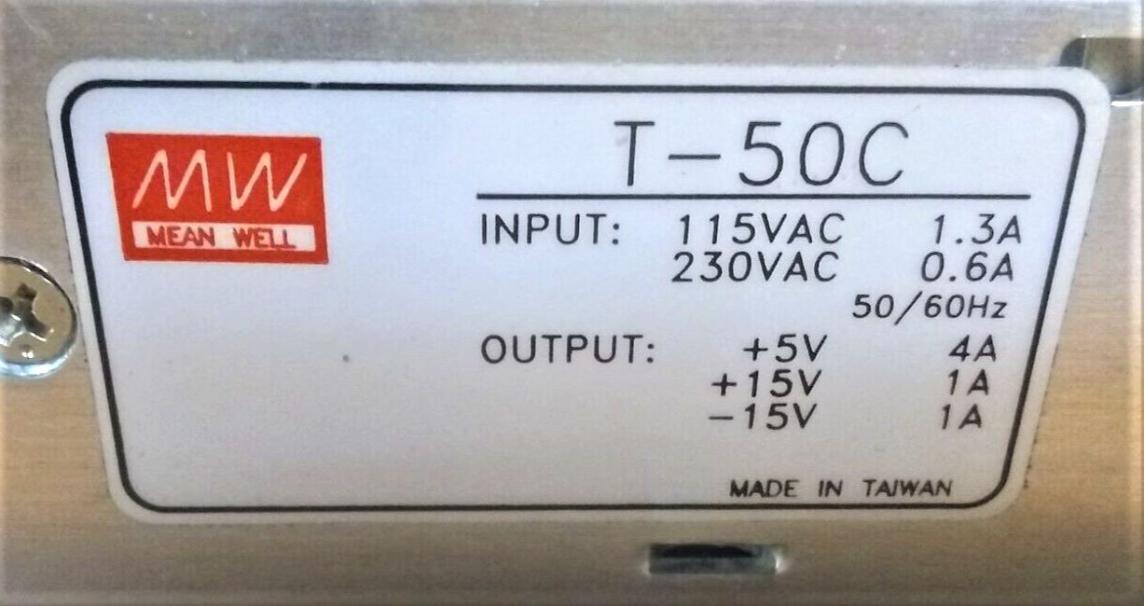 MW
MEAN WELL
T-50C
INPUT: 115VAC 1.3A
230VAC 0.6A
50/60Hz
OUTPUT: +5V 4A
+15V 1A
-15V 1A
MADE IN TAIWAN